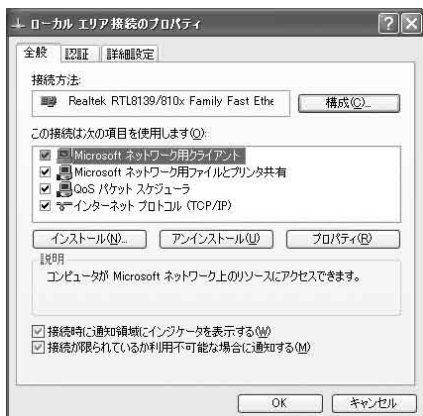 ローカル エリア接続のプロパティ
全般 認証 詳細設定
接続方法:
Realtek RTL8139/810x Family Fast Ethe 構成(C)...
この接続は次の項目を使用します(O):
Microsoft ネットワーク用クライアント
Microsoft ネットワーク用ファイルとプリンタ共有
QoS パケット スケジューラ
インターネット プロトコル (TCP/IP)
インストール(N)... アンインストール(U) プロパティ(R)
説明
コンピュータが Microsoft ネットワーク上のリソースにアクセスできます。
接続時に通知領域にインジケータを表示する(W)
接続が限られているか利用不可能な場合に通知する(M)
OK キャンセル